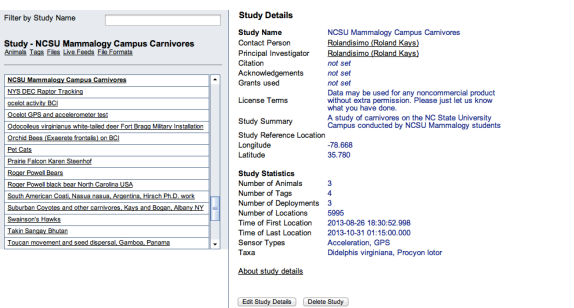 Filter by Study Name
Study - NCSU Mammalogy Campus Carnivores
Animals Tags Files Live Feeds File Formats
NCSU Mammalogy Campus Carnivores
NYS DEC Raptor Tracking
ocelot activity BCI
Ocelot GPS and accelerometer test
Odocoileus virginianus white-tailed deer Fort Bragg Military Installation
Orchid Bees (Exaerete frontalis) on BCI
Pet Cats
Prairie Falcon Karen Steenhof
Roger Powell Bears
Roger Powell black bear North Carolina USA
South American Coati, Nasua nasua, Argentina, Hirsch Ph.D. work
Suburban Coyotes and other carnivores, Kays and Bogan, Albany NY
Swainson's Hawks
Takin Sangay Bhutan
Toucan movement and seed dispersal, Gamboa, Panama
Study Details
Study Name NCSU Mammalogy Campus Carnivores
Contact Person Rolandisimo (Roland Kays)
Principal Investigator Rolandisimo (Roland Kays)
Citation not set
Acknowledgements not set
Grants used not set
License Terms Data may be used for any noncommercial product
without extra permission. Please just let us know
what you have done.
Study Summary A study of carnivores on the NC State University
Campus conducted by NCSU Mammalogy students
Study Reference Location
Longitude -78.668
Latitude 35.780
Study Statistics
Number of Animals 3
Number of Tags 4
Number of Deployments 3
Number of Locations 5995
Time of First Location 2013-08-26 18:30:52.998
Time of Last Location 2013-10-31 01:15:00.000
Sensor Types Acceleration, GPS
Taxa Didelphis virginiana, Procyon lotor
About study details
Edit Study Details Delete Study